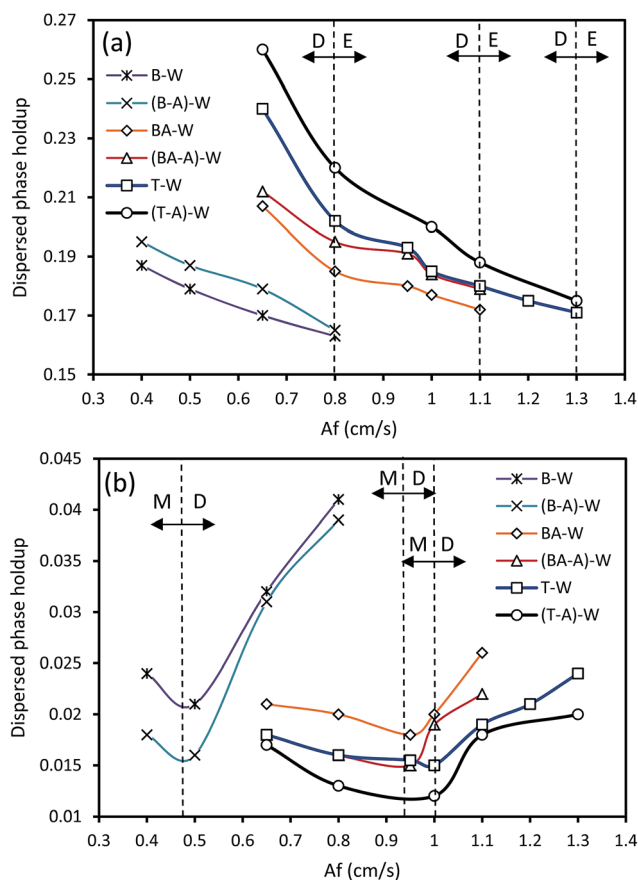 (a)
D E
D E
D E
B-W
(B-A)-W
BA-W
(BA-A)-W
T-W
(T-A)-W
Dispersed phase holdup
0.27
0.25
0.23
0.21
0.19
0.17
0.15
0.3 0.4 0.5 0.6 0.7 0.8 0.9 1 1.1 1.2 1.3 1.4
Af (cm/s)
(b)
M D
M D
M D
B-W
(B-A)-W
BA-W
(BA-A)-W
T-W
(T-A)-W
Dispersed phase holdup
0.045
0.04
0.035
0.03
0.025
0.02
0.015
0.01
0.3 0.4 0.5 0.6 0.7 0.8 0.9 1 1.1 1.2 1.3 1.4
Af (cm/s)